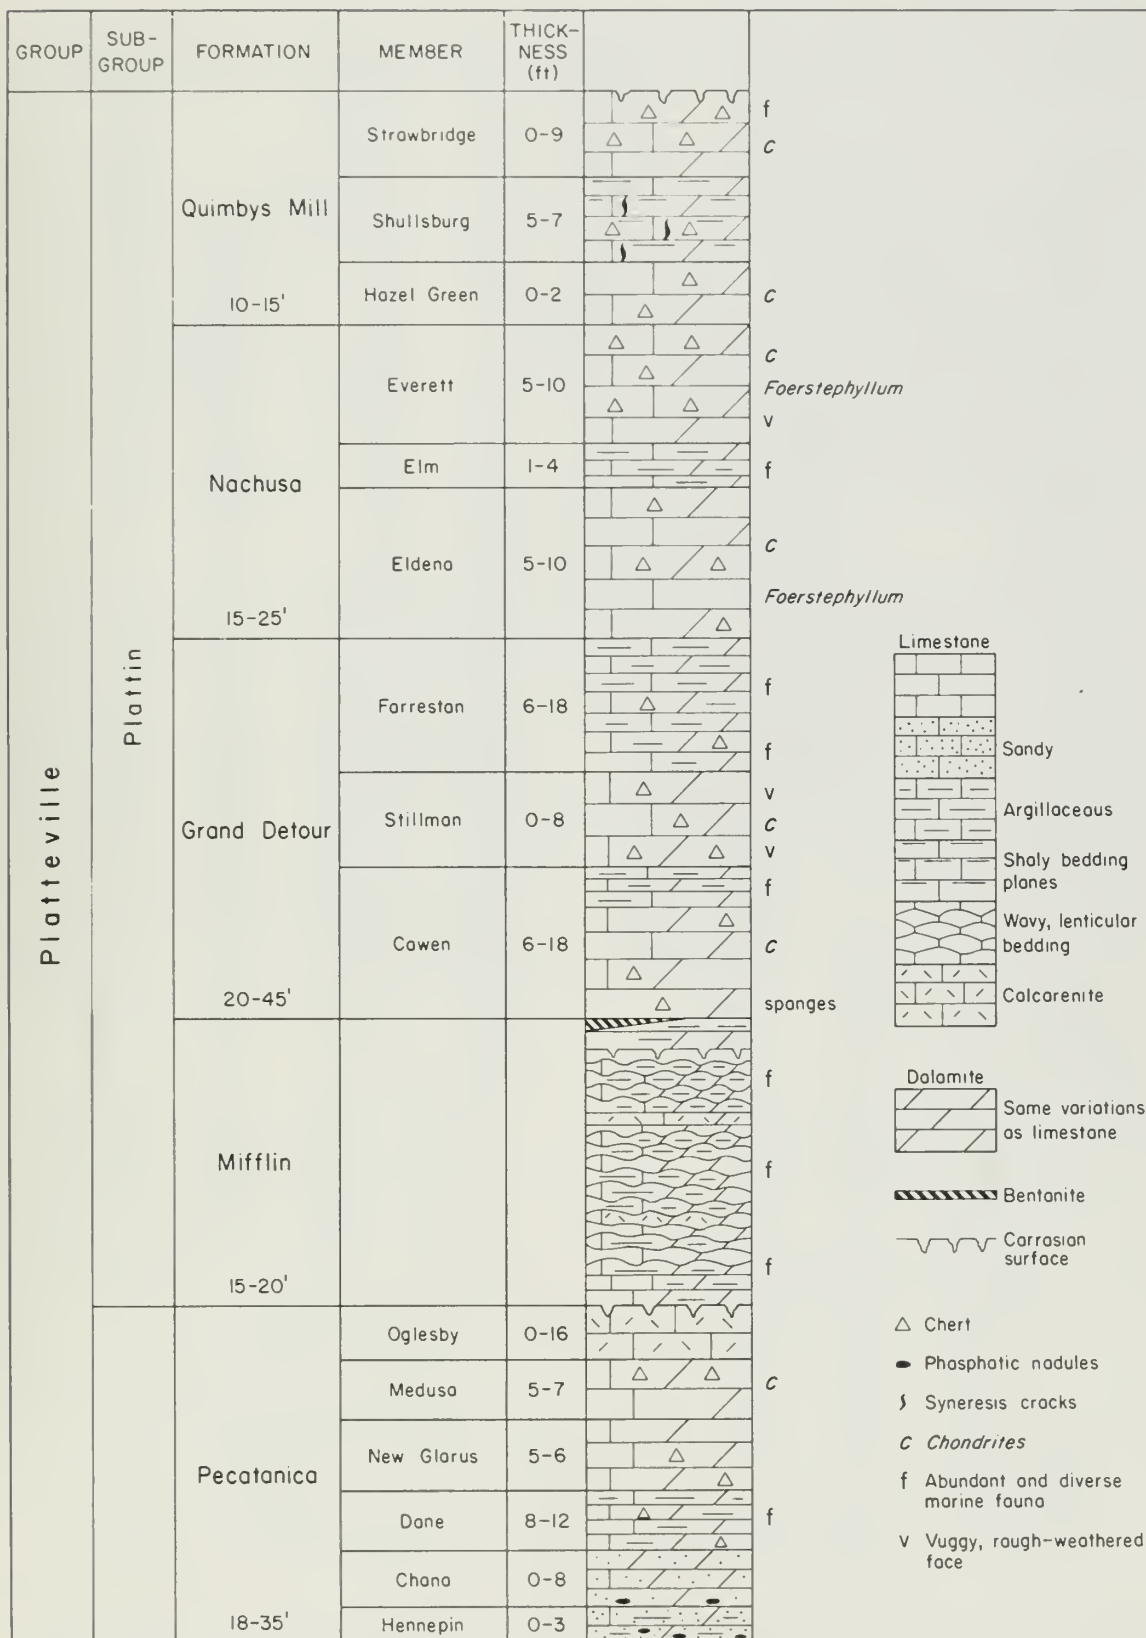 GROUP
SUB-
GROUP
FORMATION
MEMBER
THICK-
NESS
(ft)
Platteville
Plattin
Quimbys Mill
10-15'
Strawbridge
0-9
f
C
Shullsburg
5-7
Hazel Green
0-2
C
Nachusa
15-25'
Everett
5-10
C
Foerstephyllum
v
Elm
1-4
f
Eldena
5-10
C
Foerstephyllum
Grand Detour
20-45'
Forreston
6-18
f
f
Stillman
0-8
v
C
v
Cowen
6-18
f
C
sponges
Mifflin
15-20'
f
f
f
Pecatonica
18-35'
Oglesby
0-16
Medusa
5-7
C
New Glarus
5-6
Dane
8-12
f
Chana
0-8
Hennepin
0-3
Limestone
Sandy
Argillaceous
Shaly bedding
planes
Wavy, lenticular
bedding
Calcarenite
Dolomite
Same variations
as limestone
Bentonite
Corrosion
surface
Chert
Phosphatic nodules
Syneresis cracks
C Chondrites
f Abundant and diverse
marine fauna
v Vuggy, rough-weathered
face